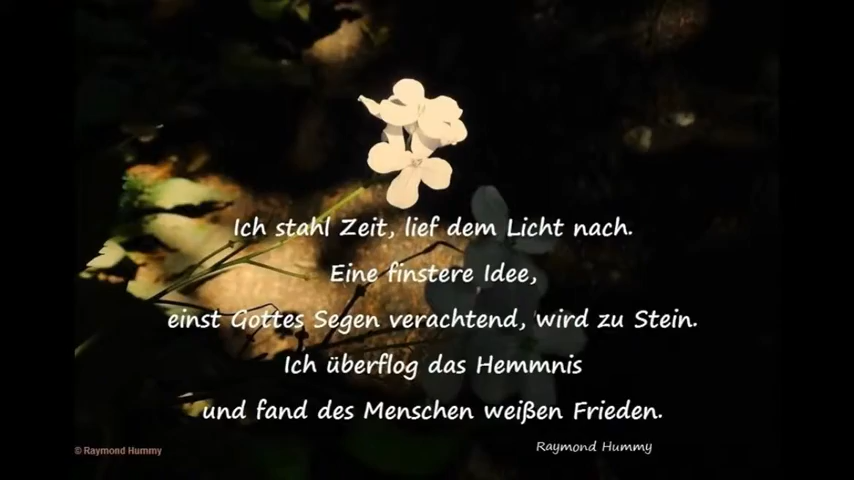 Ich stahl Zeit, lief dem Licht nach.
Eine finstere Idee,
einst Gottes Segen verachtend, wird zu Stein.
Ich überflog das Hemmnis
und fand des Menschen weißen Frieden.
Raymond Hummy
© Raymond Hummy